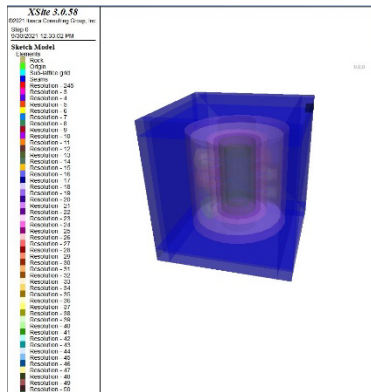 XSite 3.0.58
©2021 Itasca Consulting Group, Inc.
Step 0
9/30/2021 12:33:02 PM
Sketch Model
Elements
Rock
Origin
Sub-lattice grid
Seams
Resolution - 245
Resolution - 3
Resolution - 4
Resolution - 5
Resolution - 6
Resolution - 7
Resolution - 8
Resolution - 9
Resolution - 10
Resolution - 11
Resolution - 12
Resolution - 13
Resolution - 14
Resolution - 15
Resolution - 16
Resolution - 17
Resolution - 18
Resolution - 19
Resolution - 20
Resolution - 21
Resolution - 22
Resolution - 23
Resolution - 24
Resolution - 25
Resolution - 26
Resolution - 27
Resolution - 28
Resolution - 29
Resolution - 30
Resolution - 31
Resolution - 32
Resolution - 33
Resolution - 34
Resolution - 35
Resolution - 36
Resolution - 37
Resolution - 38
Resolution - 39
Resolution - 40
Resolution - 41
Resolution - 42
Resolution - 43
Resolution - 44
Resolution - 45
Resolution - 46
Resolution - 47
Resolution - 48
Resolution - 49
Resolution - 50